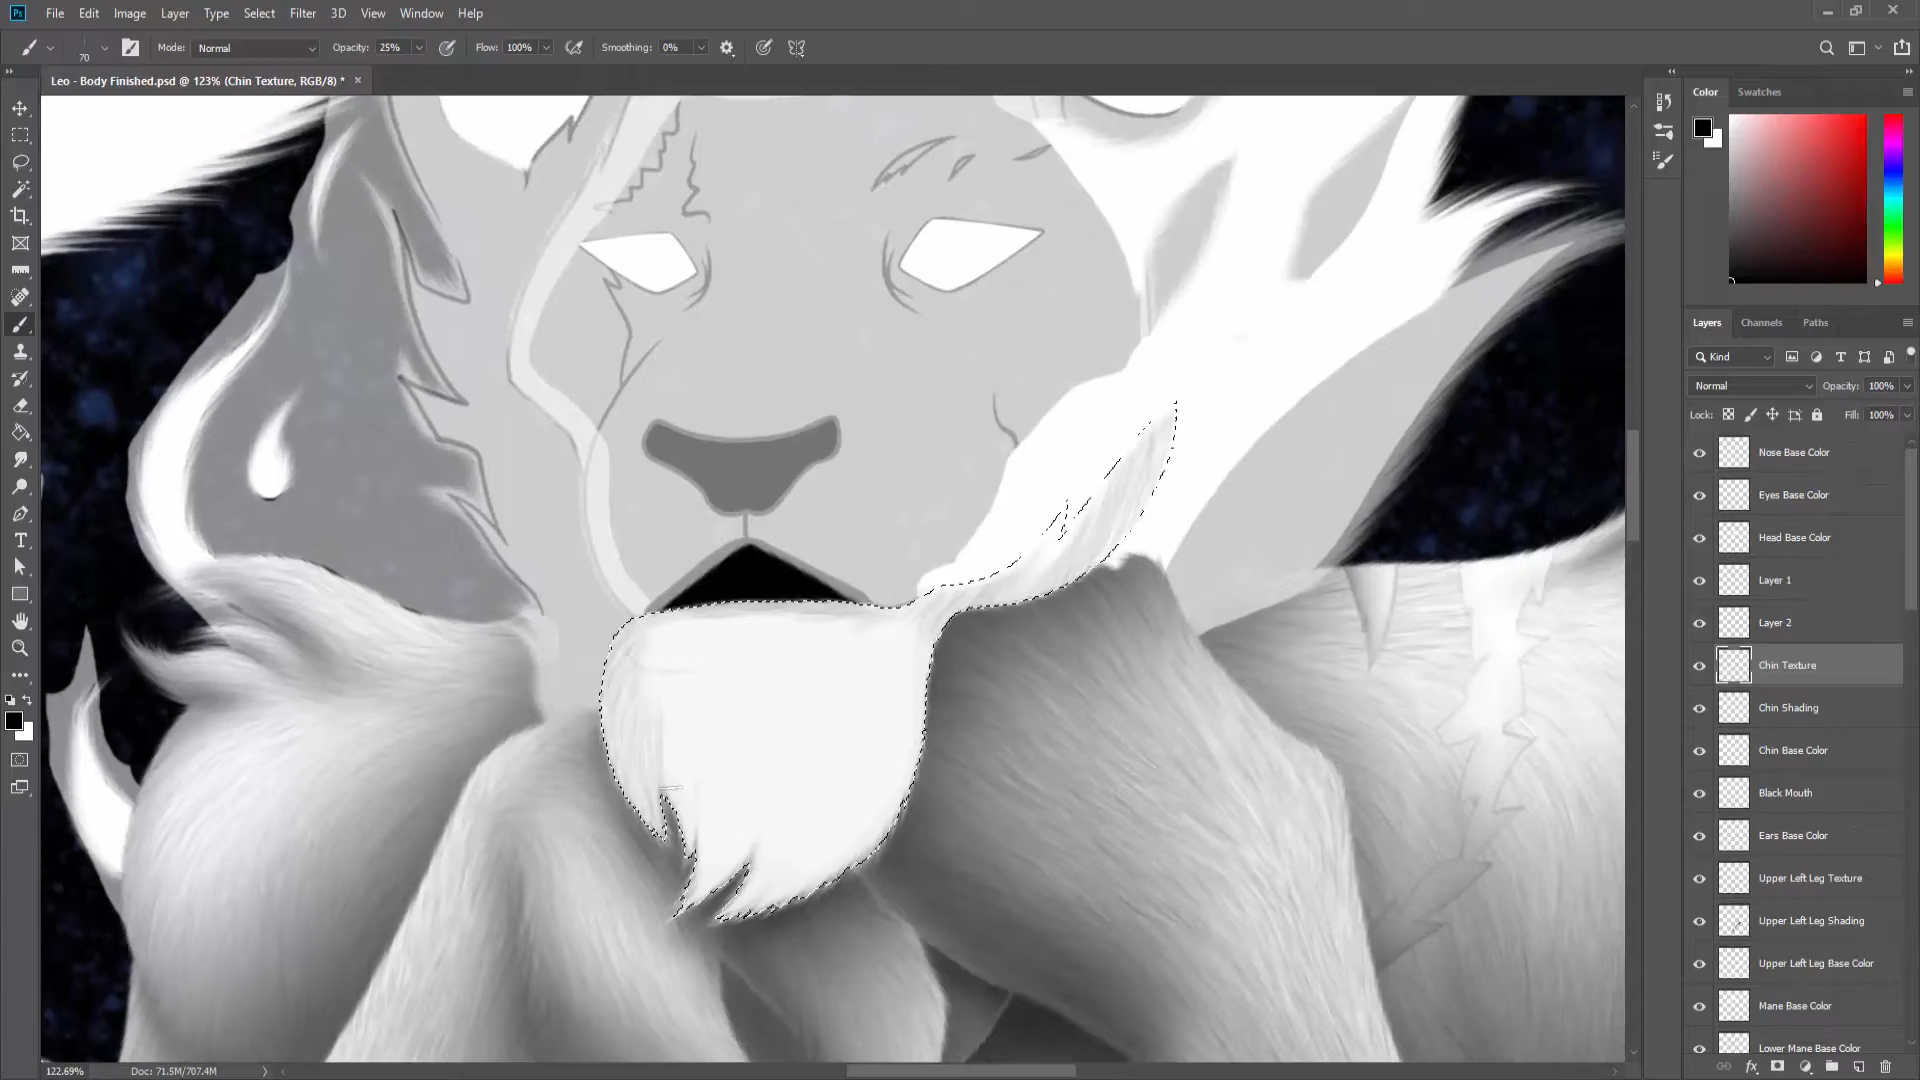 Ps File Edit Image Layer Type Select Filter 3D View Window Help
70 Mode: Normal Opacity: 25% Flow: 100% Smoothing: 0%
Leo - Body Finished.psd @ 123% (Chin Texture, RGB/8) * ×
Color Swatches
Layers Channels Paths
Kind
Normal Opacity: 100%
Lock: Fill: 100%
Nose Base Color
Eyes Base Color
Head Base Color
Layer 1
Layer 2
Chin Texture
Chin Shading
Chin Base Color
Black Mouth
Ears Base Color
Upper Left Leg Texture
Upper Left Leg Shading
Upper Left Leg Base Color
Mane Base Color
Lower Mane Base Color
122.69% Doc: 71.5M/707.4M